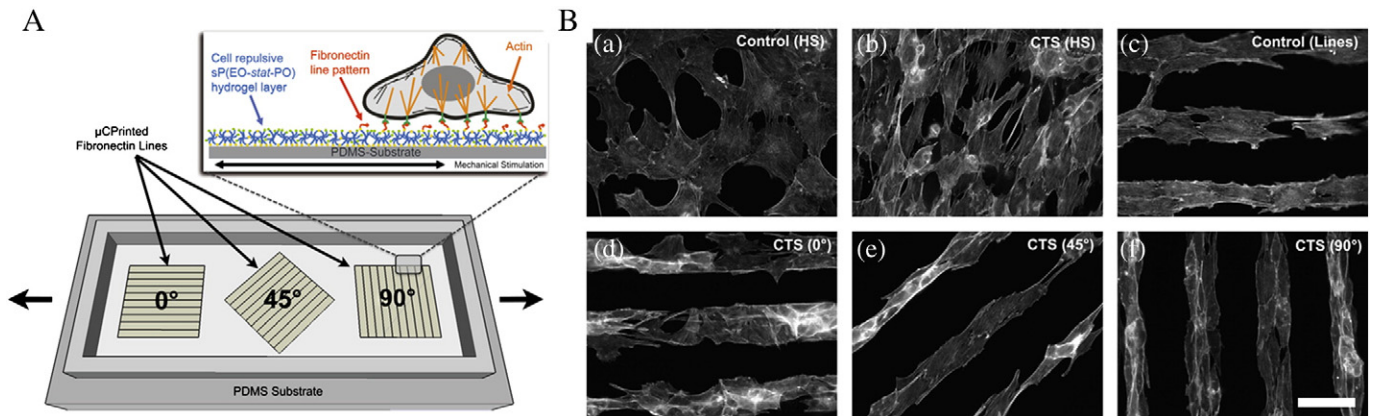 A
Cell repulsive
sP(EO-stat-PO)
hydrogel layer
Fibronectin
line pattern
Actin
PDMS-Substrate
Mechanical Stimulation
µCPrinted
Fibronectin Lines
0°
45°
90°
PDMS Substrate
B
(a)
Control (HS)
(b)
CTS (HS)
(c)
Control (Lines)
(d)
CTS (0°)
(e)
CTS (45°)
(f)
CTS (90°)